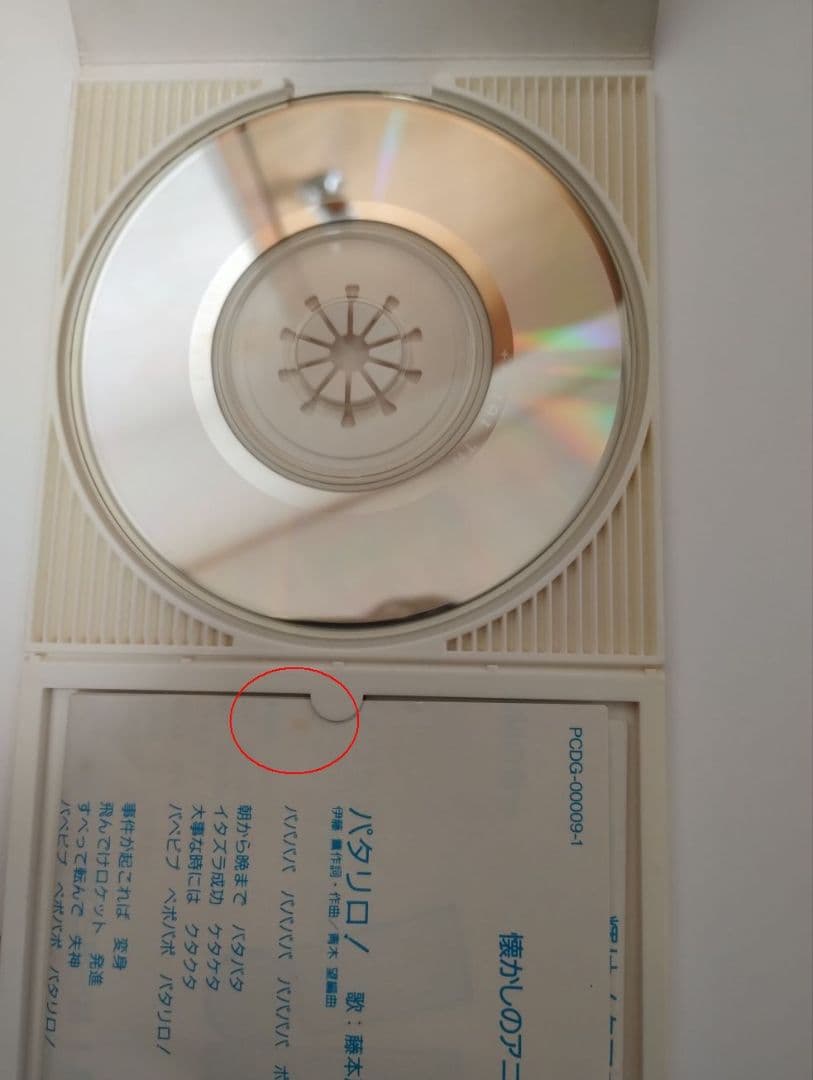 PCDG-00009-1
懐かしのアニ
パタリロ! 歌:藤本
作詞・作曲/青木 望編曲
パパパパ パパパパ パパパパ
朝から晩まで パタパタ
イタズラ成功 ケタケタ
大事な時には クタクタ
パペピプ ペポパポ パタリロ!
事件が起これば 変身
飛んでけロケット 発進
すべって転んで 失神
パペピプ ペポパポ パタリロ!